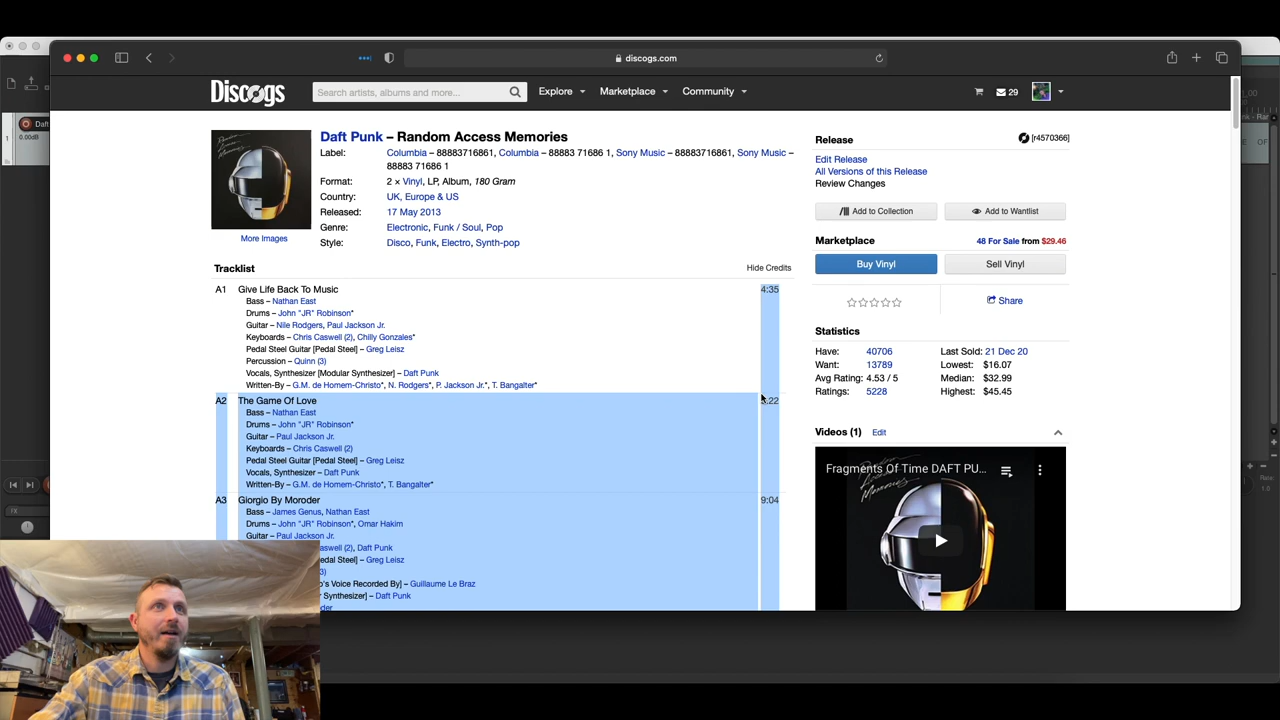 discogs.com
Discogs
Search artists, albums and more...
Explore
Marketplace
Community
29
Daft Punk – Random Access Memories
Label: Columbia – 88883716861, Columbia – 88883 71686 1, Sony Music – 88883716861, Sony Music –
88883 71686 1
Format: 2 × Vinyl, LP, Album, 180 Gram
Country: UK, Europe & US
Released: 17 May 2013
Genre: Electronic, Funk / Soul, Pop
Style: Disco, Funk, Electro, Synth-pop
More Images
Tracklist
Hide Credits
A1 Give Life Back To Music 4:35
Bass – Nathan East
Drums – John "JR" Robinson*
Guitar – Nile Rodgers, Paul Jackson Jr.
Keyboards – Chris Caswell (2), Chilly Gonzales*
Pedal Steel Guitar [Pedal Steel] – Greg Leisz
Percussion – Quinn (3)
Vocals, Synthesizer [Modular Synthesizer] – Daft Punk
Written-By – G.M. de Homem-Christo*, N. Rodgers*, P. Jackson Jr.*, T. Bangalter*
A2 The Game Of Love :22
Bass – Nathan East
Drums – John "JR" Robinson*
Guitar – Paul Jackson Jr.
Keyboards – Chris Caswell (2)
Pedal Steel Guitar [Pedal Steel] – Greg Leisz
Vocals, Synthesizer – Daft Punk
Written-By – G.M. de Homem-Christo*, T. Bangalter*
A3 Giorgio By Moroder 9:04
Bass – James Genus, Nathan East
Drums – John "JR" Robinson*, Omar Hakim
Guitar – Paul Jackson Jr.
aswell (2), Daft Punk
edal Steel] – Greg Leisz
3)
o's Voice Recorded By] – Guillaume Le Braz
Synthesizer] – Daft Punk
der
Release
[r4570366]
Edit Release
All Versions of this Release
Review Changes
Add to Collection
Add to Wantlist
Marketplace
48 For Sale from $29.46
Buy Vinyl
Sell Vinyl
Share
Statistics
Have: 40706
Want: 13789
Avg Rating: 4.53 / 5
Ratings: 5228
Last Sold: 21 Dec 20
Lowest: $16.07
Median: $32.99
Highest: $45.45
Videos (1) Edit
Fragments Of Time DAFT PU...
1
Daft
0.00dB
FX
Rate
1.0